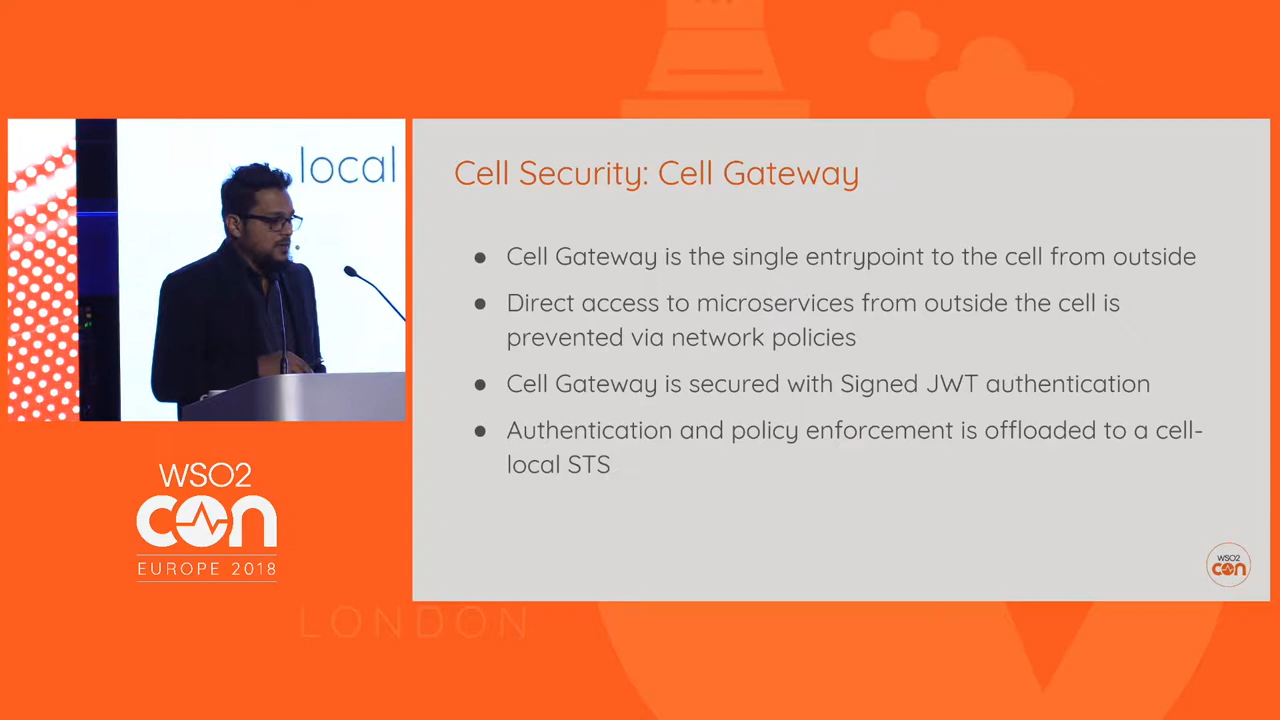 local
Cell Security: Cell Gateway
● Cell Gateway is the single entrypoint to the cell from outside
● Direct access to microservices from outside the cell is
prevented via network policies
● Cell Gateway is secured with Signed JWT authentication
● Authentication and policy enforcement is offloaded to a cell-
local STS
WSO2
con
EUROPE 2018
LONDON
WSO2
con